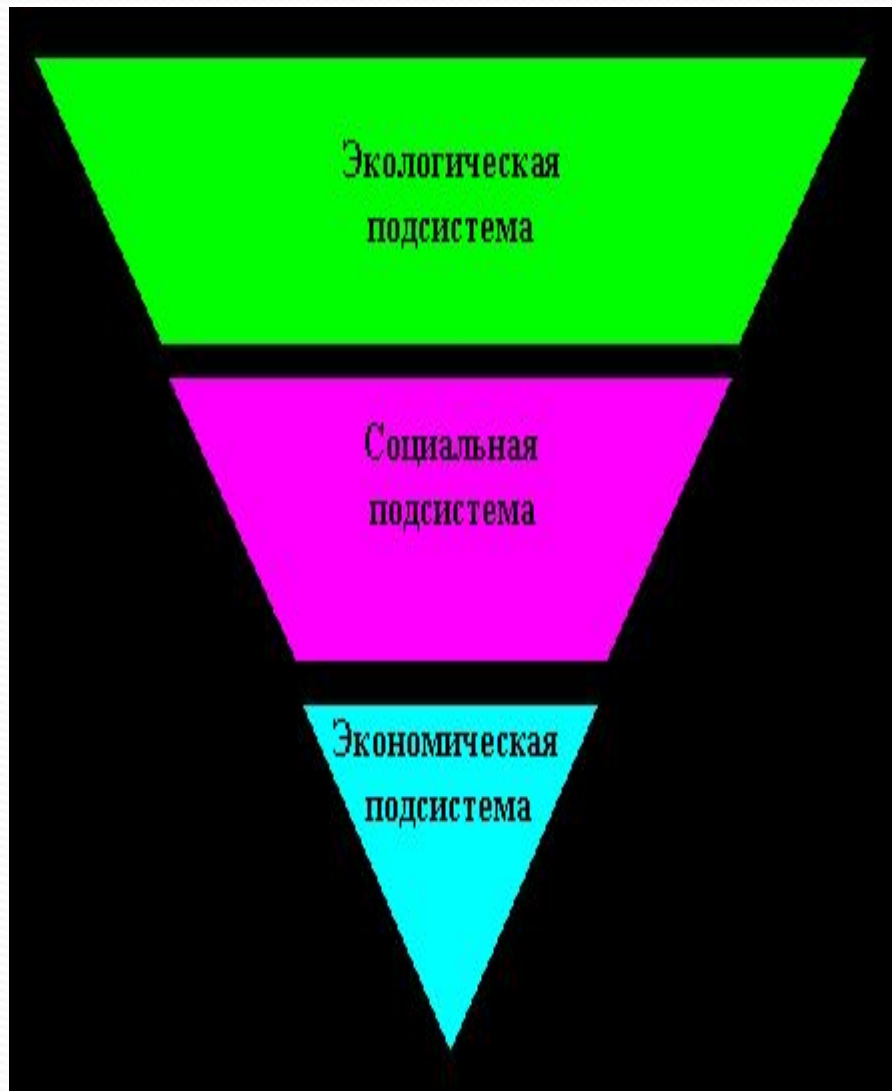 Экологическая
подсистема
Социальная
подсистема
Экономическая
подсистема